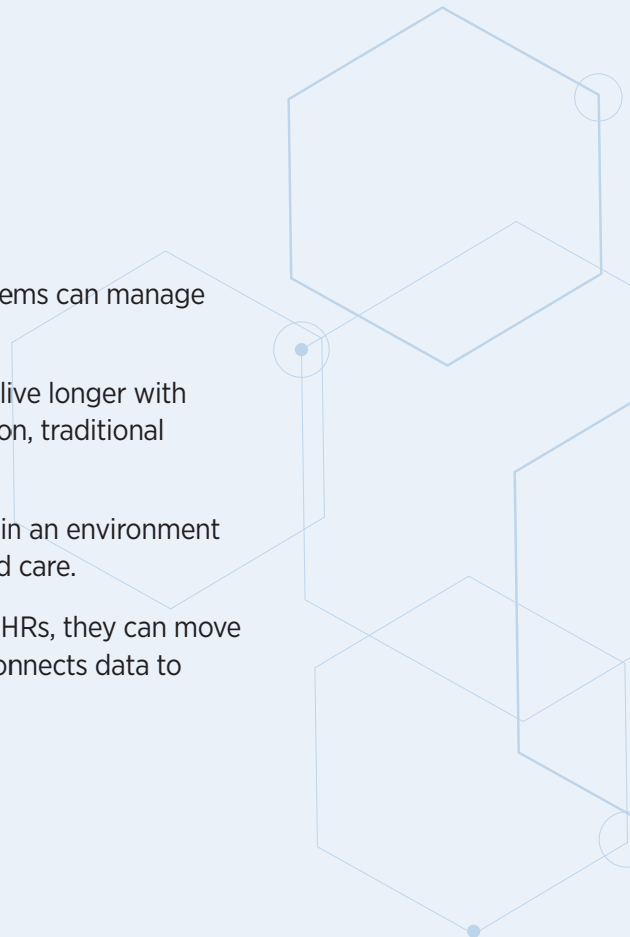 ems can manage
live longer with
on, traditional
in an environment
d care.
HRs, they can move
onnects data to